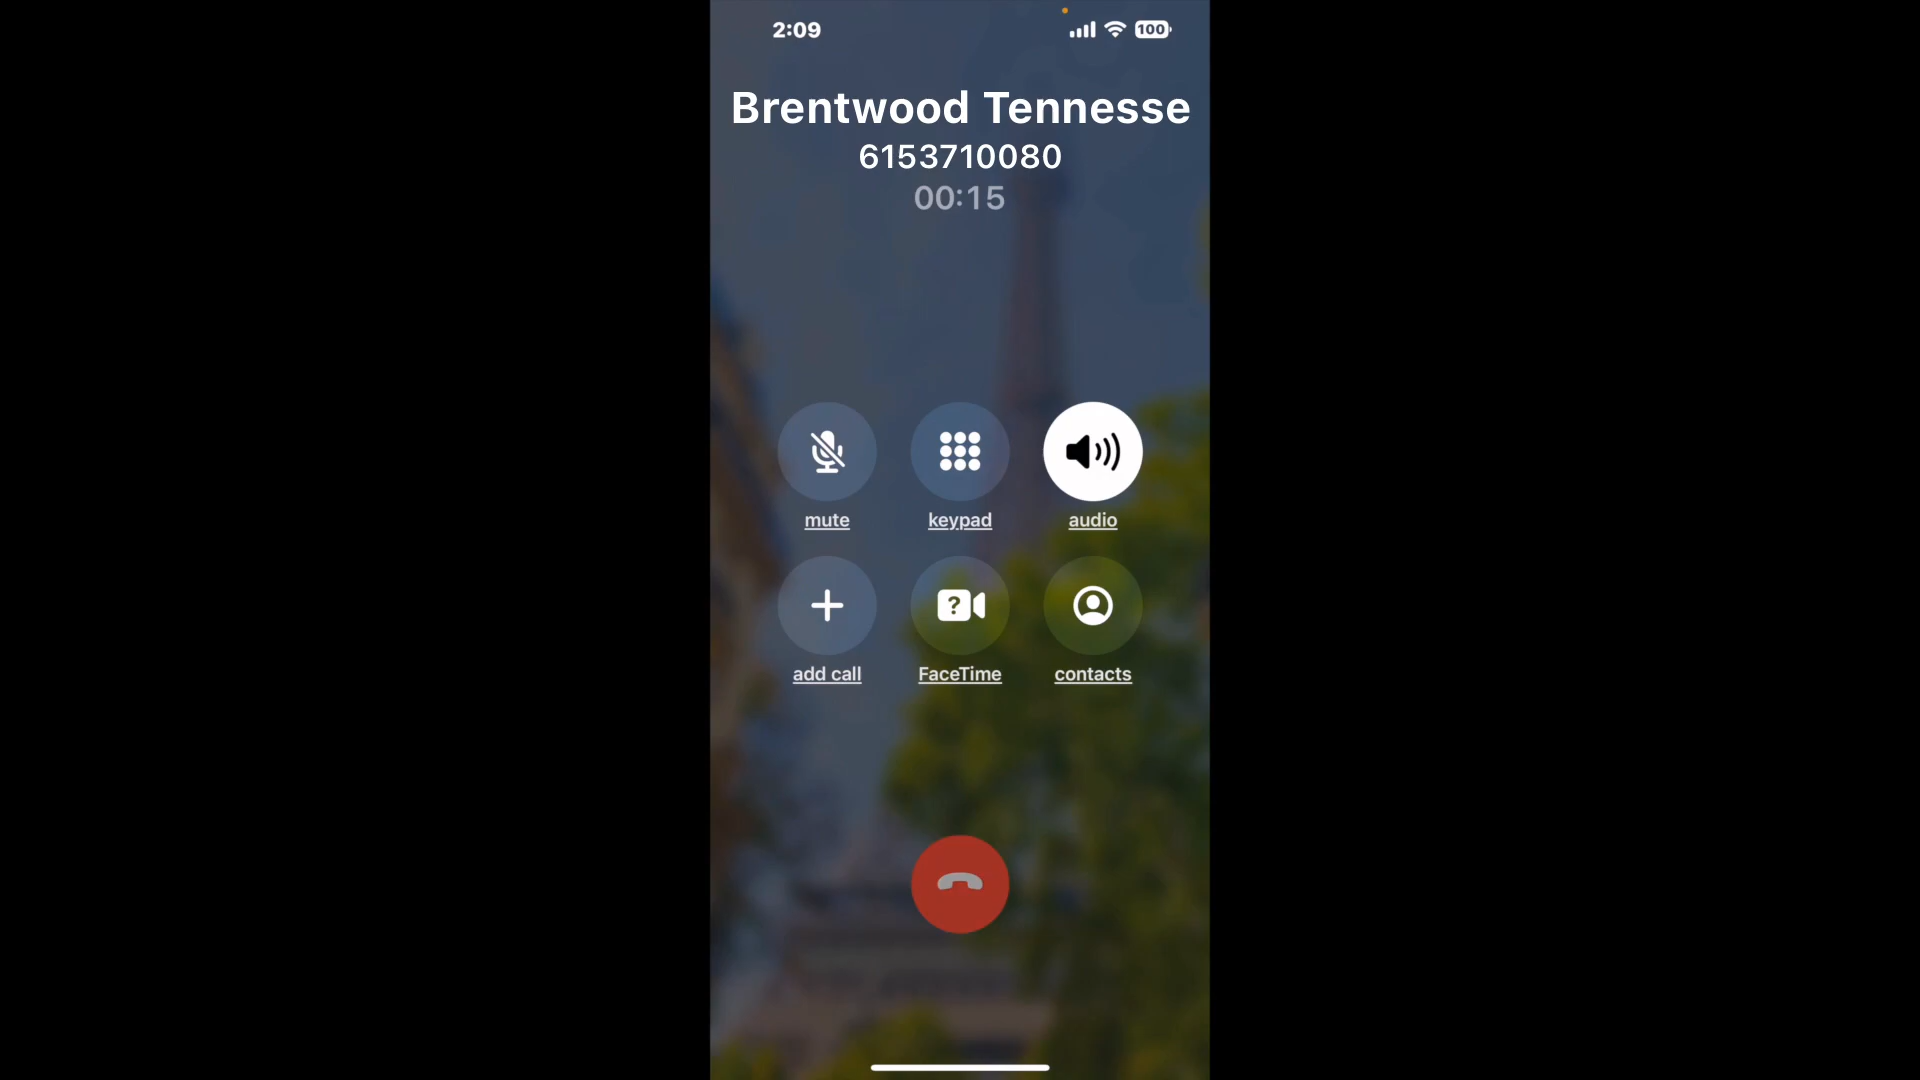 2:09
100
Brentwood Tennesse
6153710080
00:15
mute
keypad
audio
?
add call
FaceTime
contacts